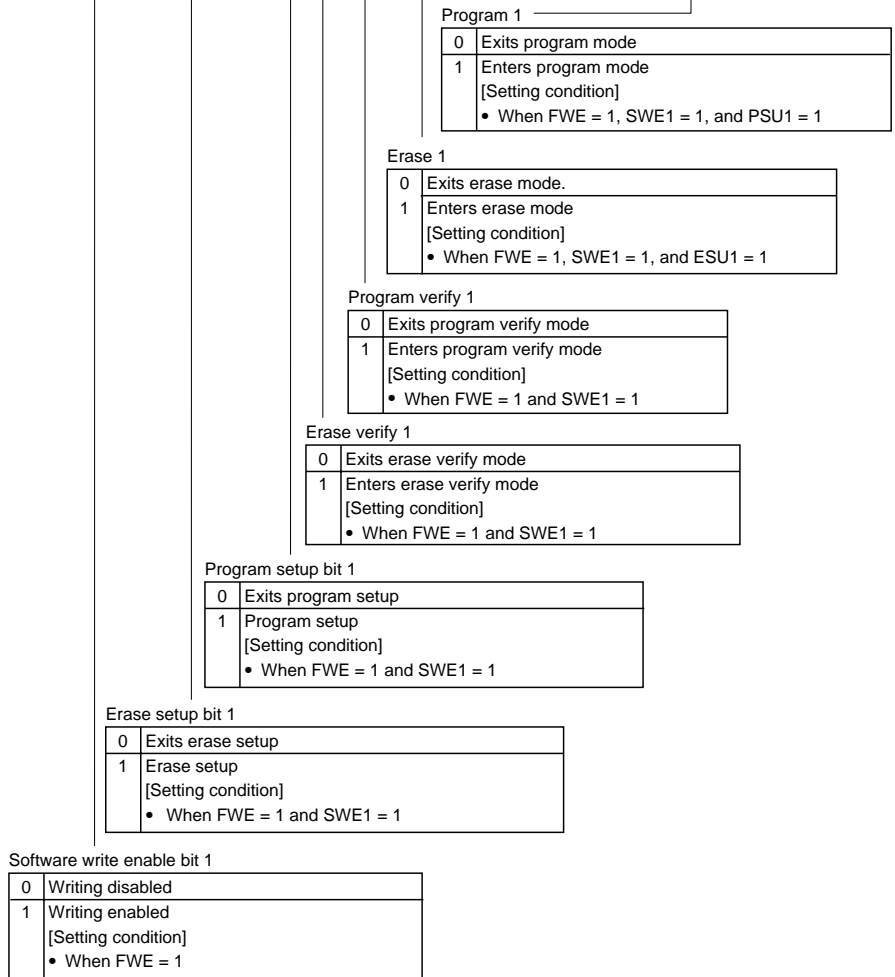 Program 1
0 Exits program mode
1 Enters program mode
[Setting condition]
• When FWE = 1, SWE1 = 1, and PSU1 = 1
Erase 1
0 Exits erase mode.
1 Enters erase mode
[Setting condition]
• When FWE = 1, SWE1 = 1, and ESU1 = 1
Program verify 1
0 Exits program verify mode
1 Enters program verify mode
[Setting condition]
• When FWE = 1 and SWE1 = 1
Erase verify 1
0 Exits erase verify mode
1 Enters erase verify mode
[Setting condition]
• When FWE = 1 and SWE1 = 1
Program setup bit 1
0 Exits program setup
1 Program setup
[Setting condition]
• When FWE = 1 and SWE1 = 1
Erase setup bit 1
0 Exits erase setup
1 Erase setup
[Setting condition]
• When FWE = 1 and SWE1 = 1
Software write enable bit 1
0 Writing disabled
1 Writing enabled
[Setting condition]
• When FWE = 1